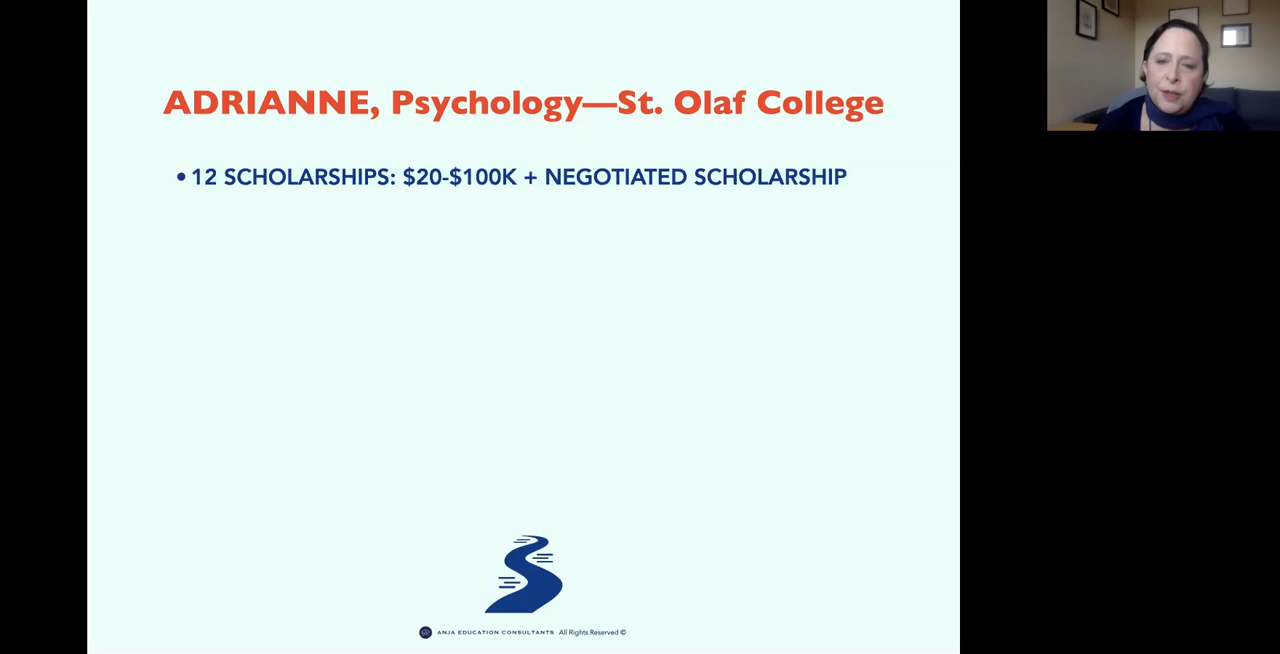 ADRIANNE, Psychology—St. Olaf College
• 12 SCHOLARSHIPS: $20-$100K + NEGOTIATED SCHOLARSHIP
ANJA EDUCATION CONSULTANTS All Rights Reserved ©